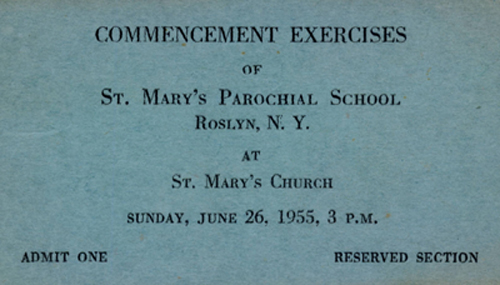 COMMENCEMENT EXERCISES
OF
ST. MARY'S PAROCHIAL SCHOOL
ROSLYN, N. Y.
AT
ST. MARY'S CHURCH
SUNDAY, JUNE 26, 1955, 3 P.M.
ADMIT ONE RESERVED SECTION